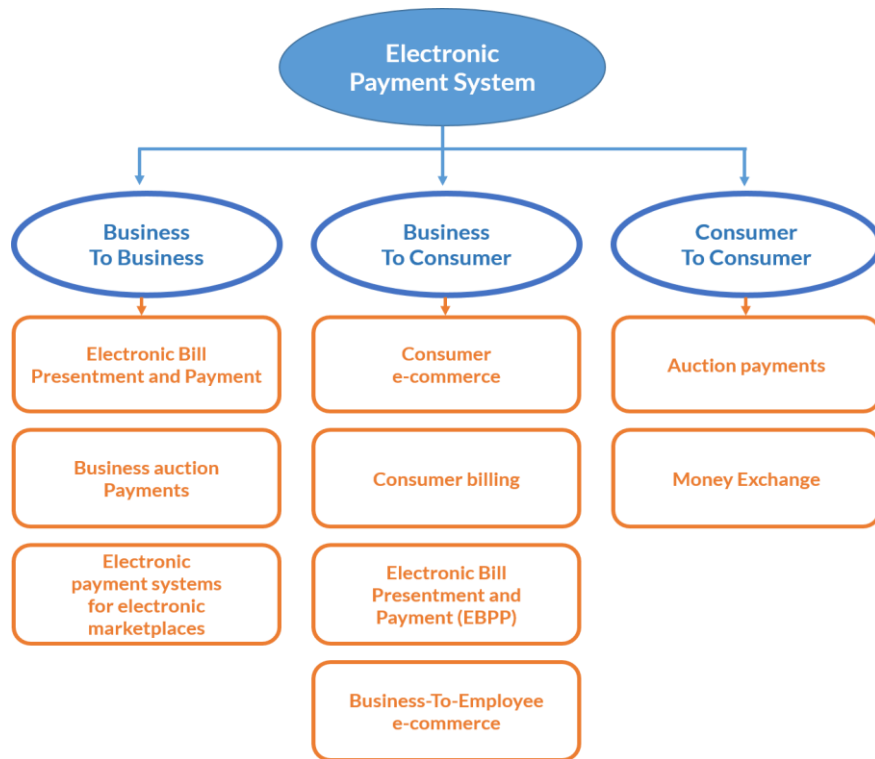 Electronic
Payment System
Business
To Business
Business
To Consumer
Consumer
To Consumer
Electronic Bill
Presentment and Payment
Business auction
Payments
Electronic
payment systems
for electronic
marketplaces
Consumer
e-commerce
Consumer billing
Electronic Bill
Presentment and
Payment (EBPP)
Business-To-Employee
e-commerce
Auction payments
Money Exchange